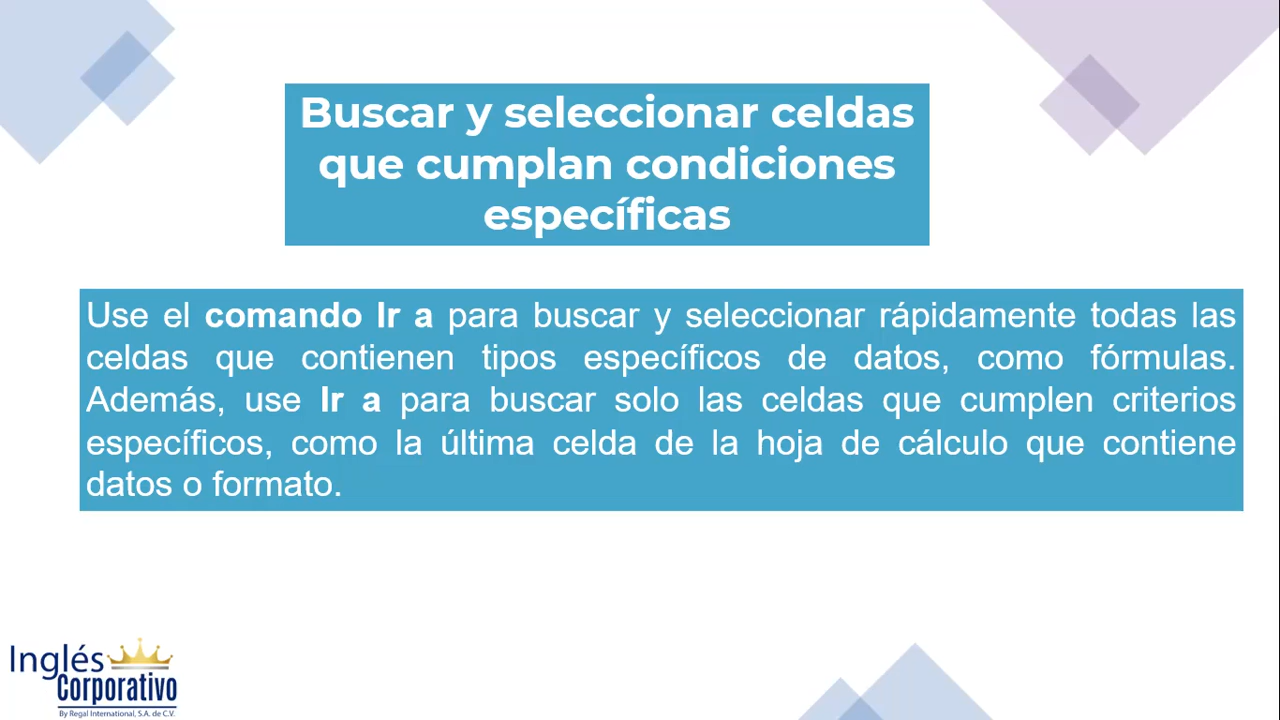 Buscar y seleccionar celdas
que cumplan condiciones
específicas
Use el comando Ir a para buscar y seleccionar rápidamente todas las
celdas que contienen tipos específicos de datos, como fórmulas.
Además, use Ir a para buscar solo las celdas que cumplen criterios
específicos, como la última celda de la hoja de cálculo que contiene
datos o formato.
Inglés
Corporativo
By Regal International, S.A. de C.V.